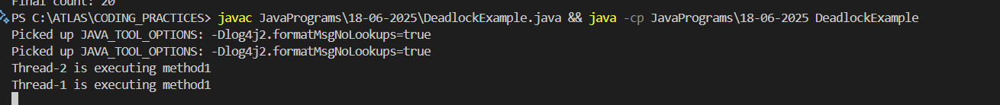 Final count: 20
PS C:\ATLAS\CODING_PRACTICES> javac JavaPrograms\18-06-2025\DeadlockExample.java && java -cp JavaPrograms\18-06-2025 DeadlockExample
Picked up JAVA_TOOL_OPTIONS: -Dlog4j2.formatMsgNoLookups=true
Picked up JAVA_TOOL_OPTIONS: -Dlog4j2.formatMsgNoLookups=true
Thread-2 is executing method1
Thread-1 is executing method1